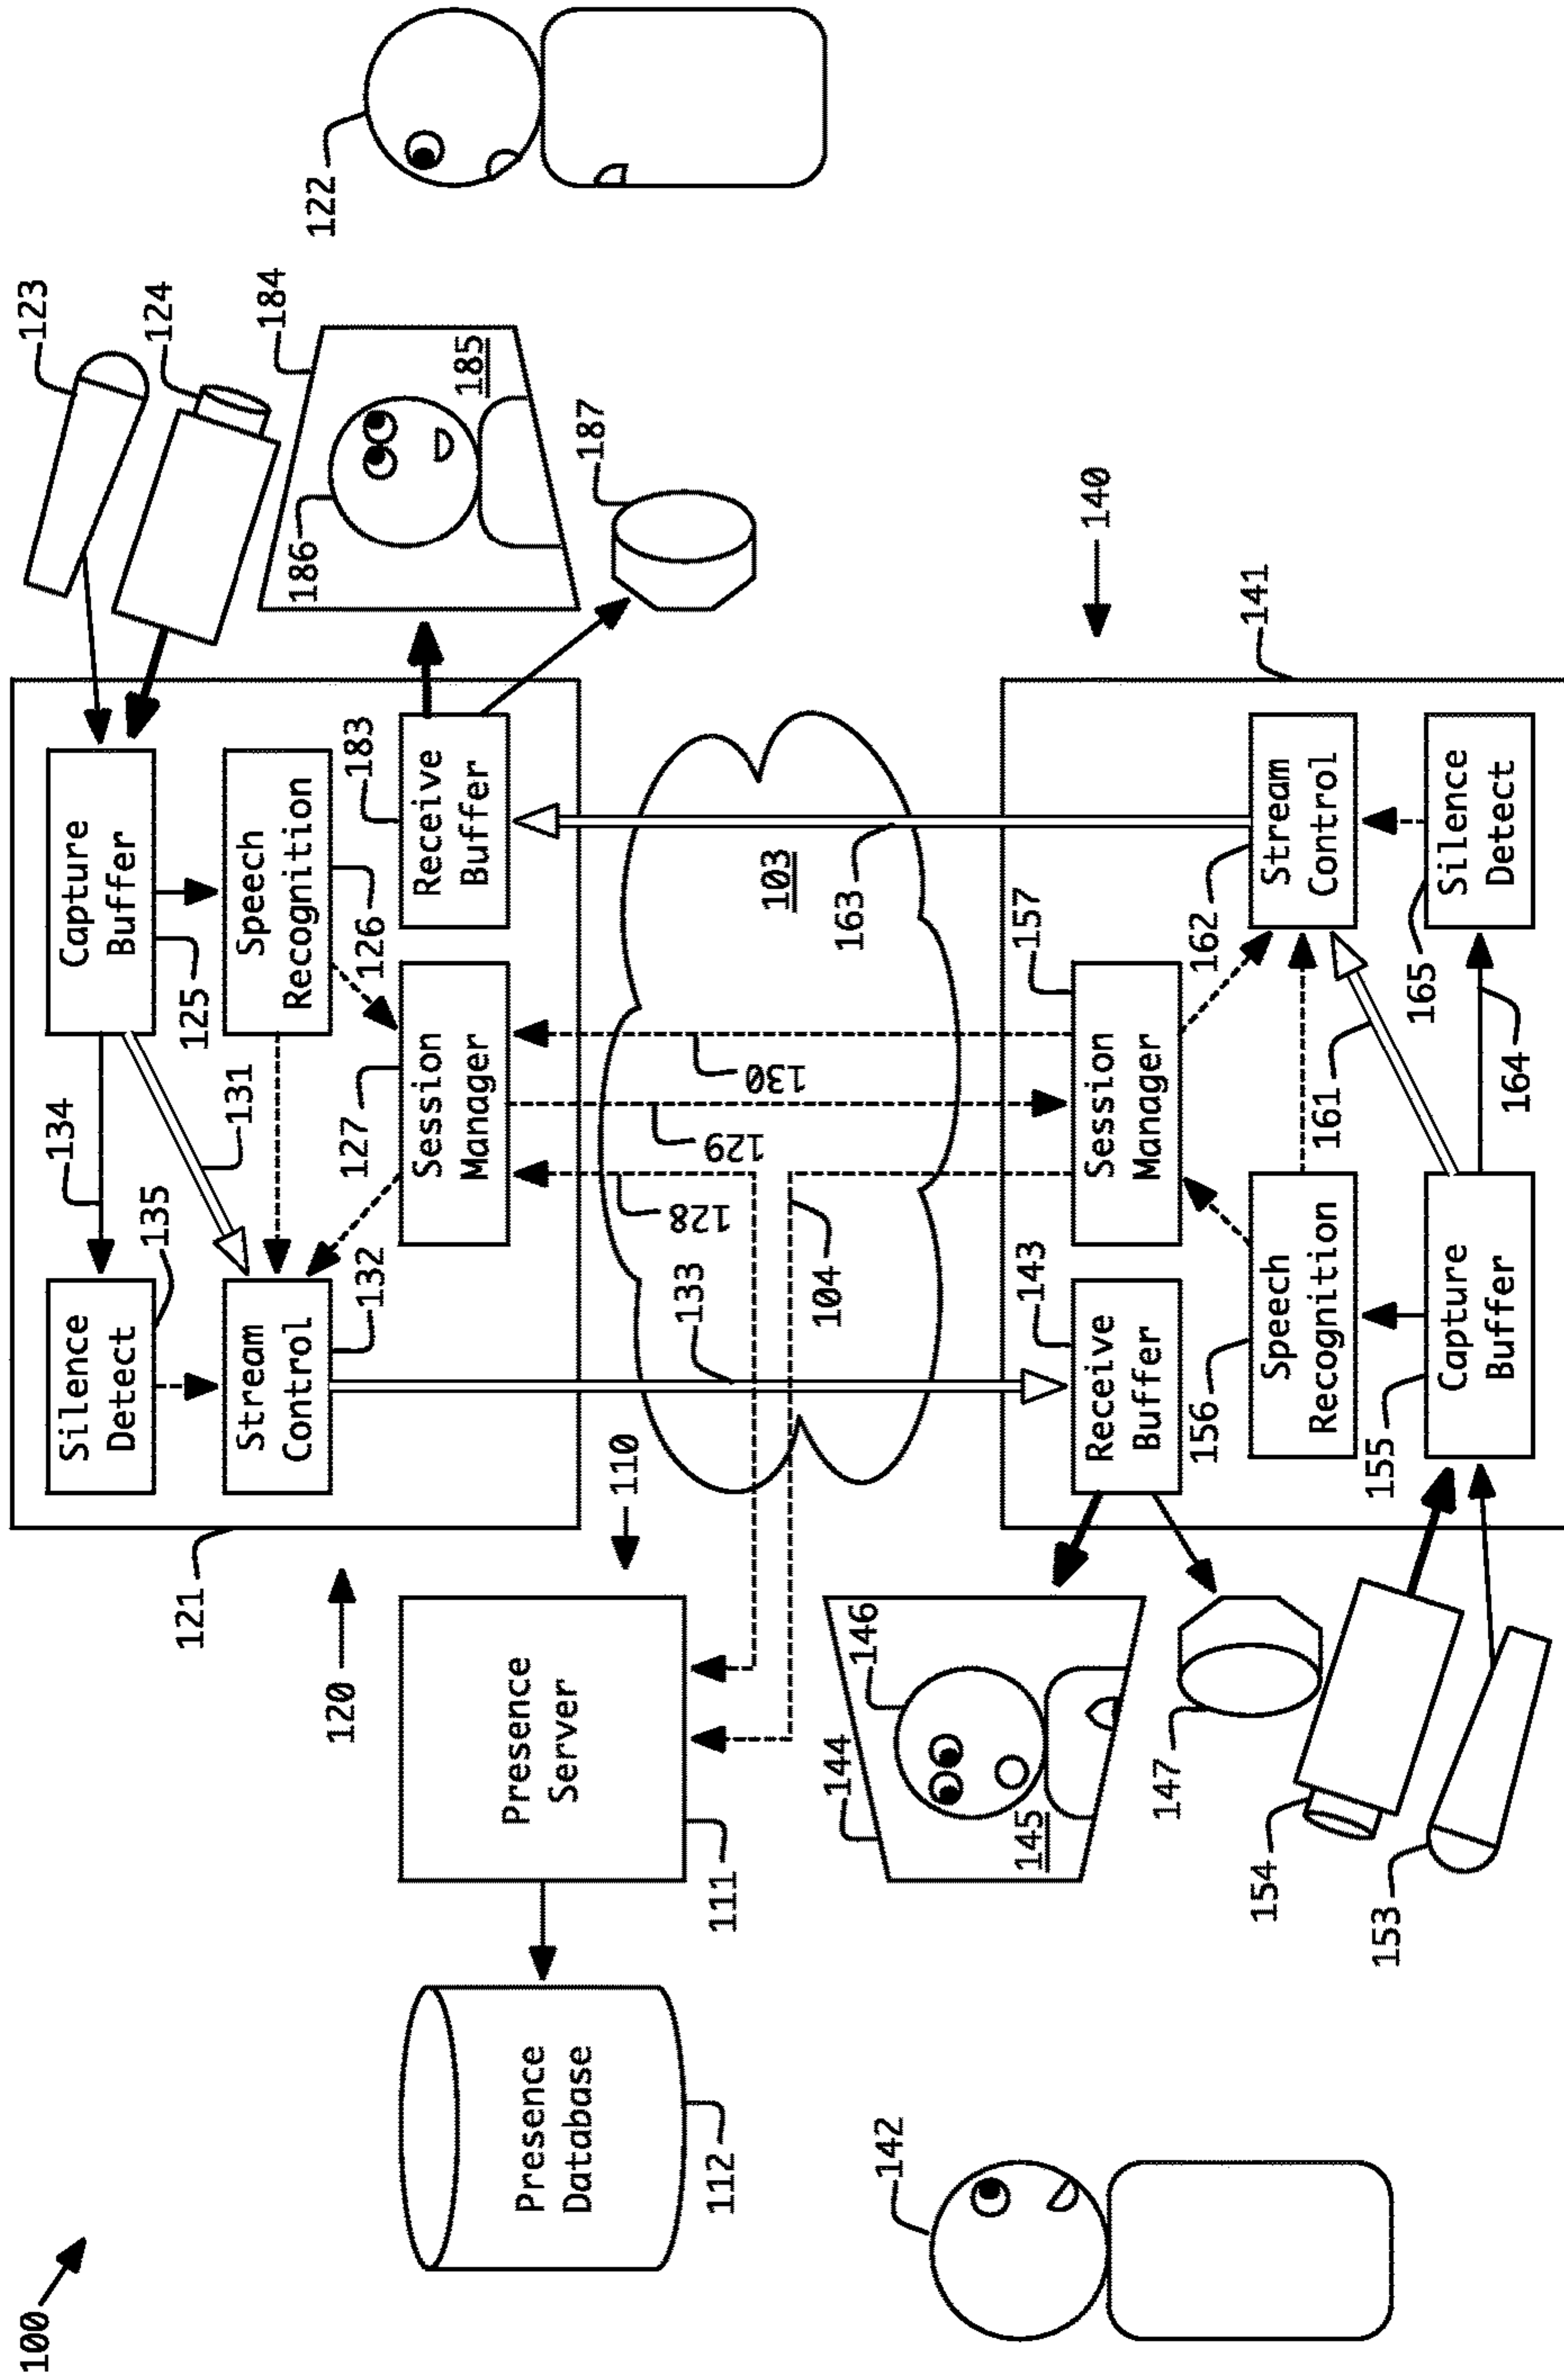 100
123
124
184
122
186
185
187
134
131
135
125
126
183
127
132
121
120
Capture
Buffer
Speech
Recognition
Receive
Buffer
Silence
Detect
Stream
Control
Session
Manager
Presence
Database
112
Presence
Server
111
110
103
163
130
129
128
133
104
140
141
157
162
165
161
164
143
156
155
Session
Manager
Stream
Control
Silence
Detect
Receive
Buffer
Speech
Recognition
Capture
Buffer
142
144
146
145
147
154
153